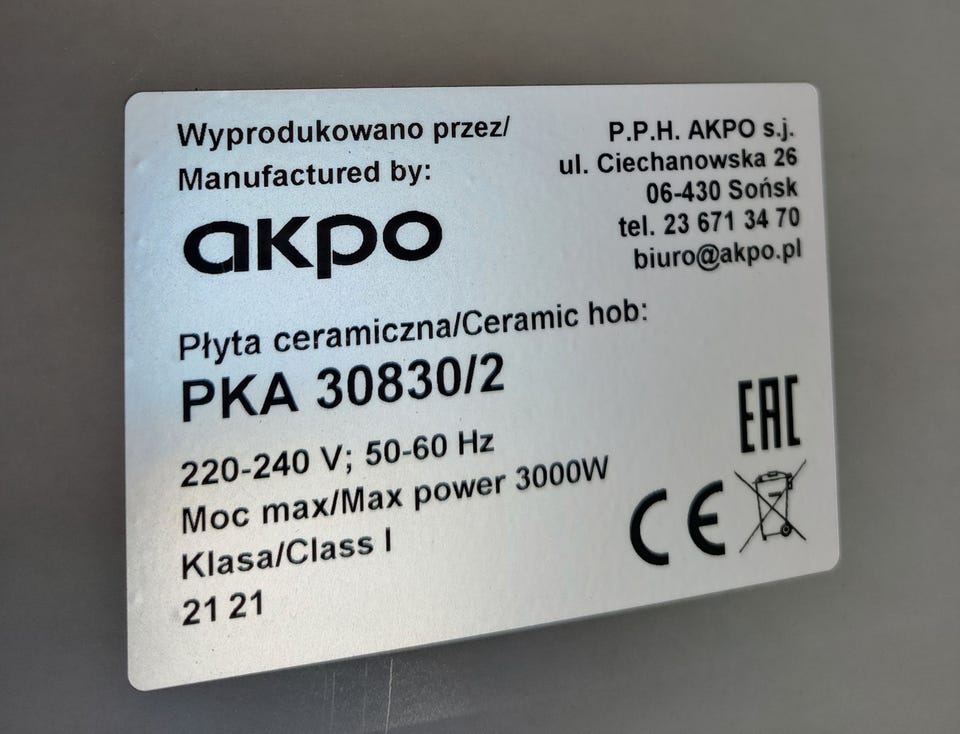 Wyprodukowano przez/
Manufactured by:
akpo
P.P.H. AKPO s.j.
ul. Ciechanowska 26
06-430 Sońsk
tel. 23 671 34 70
biuro@akpo.pl
Płyta ceramiczna/Ceramic hob:
PKA 30830/2
220-240 V; 50-60 Hz
Moc max/Max power 3000W
Klasa/Class I
21 21
EAC
CE